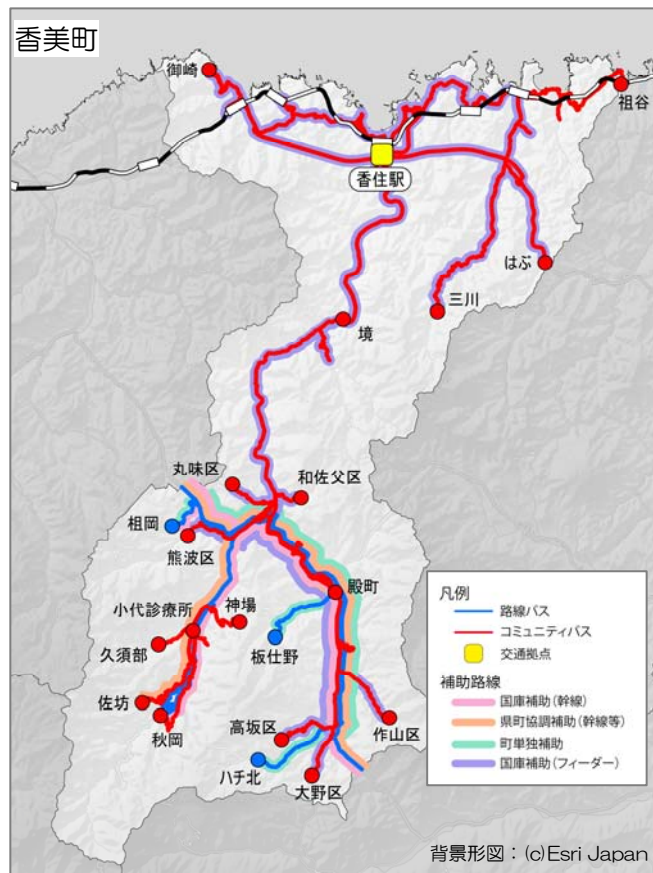 香美町
御崎
祖谷
香住駅
はぶ
三川
境
丸味区
和佐父区
祖岡
熊波区
殿町
小代診療所
神場
久須部
板仕野
佐坊
秋岡
高坂区
作山区
ハチ北
大野区
凡例
路線バス
コミュニティバス
交通拠点
補助路線
国庫補助(幹線)
県町協調補助(幹線等)
町単独補助
国庫補助(フィーダー)
背景形図：(c)Esri Japan